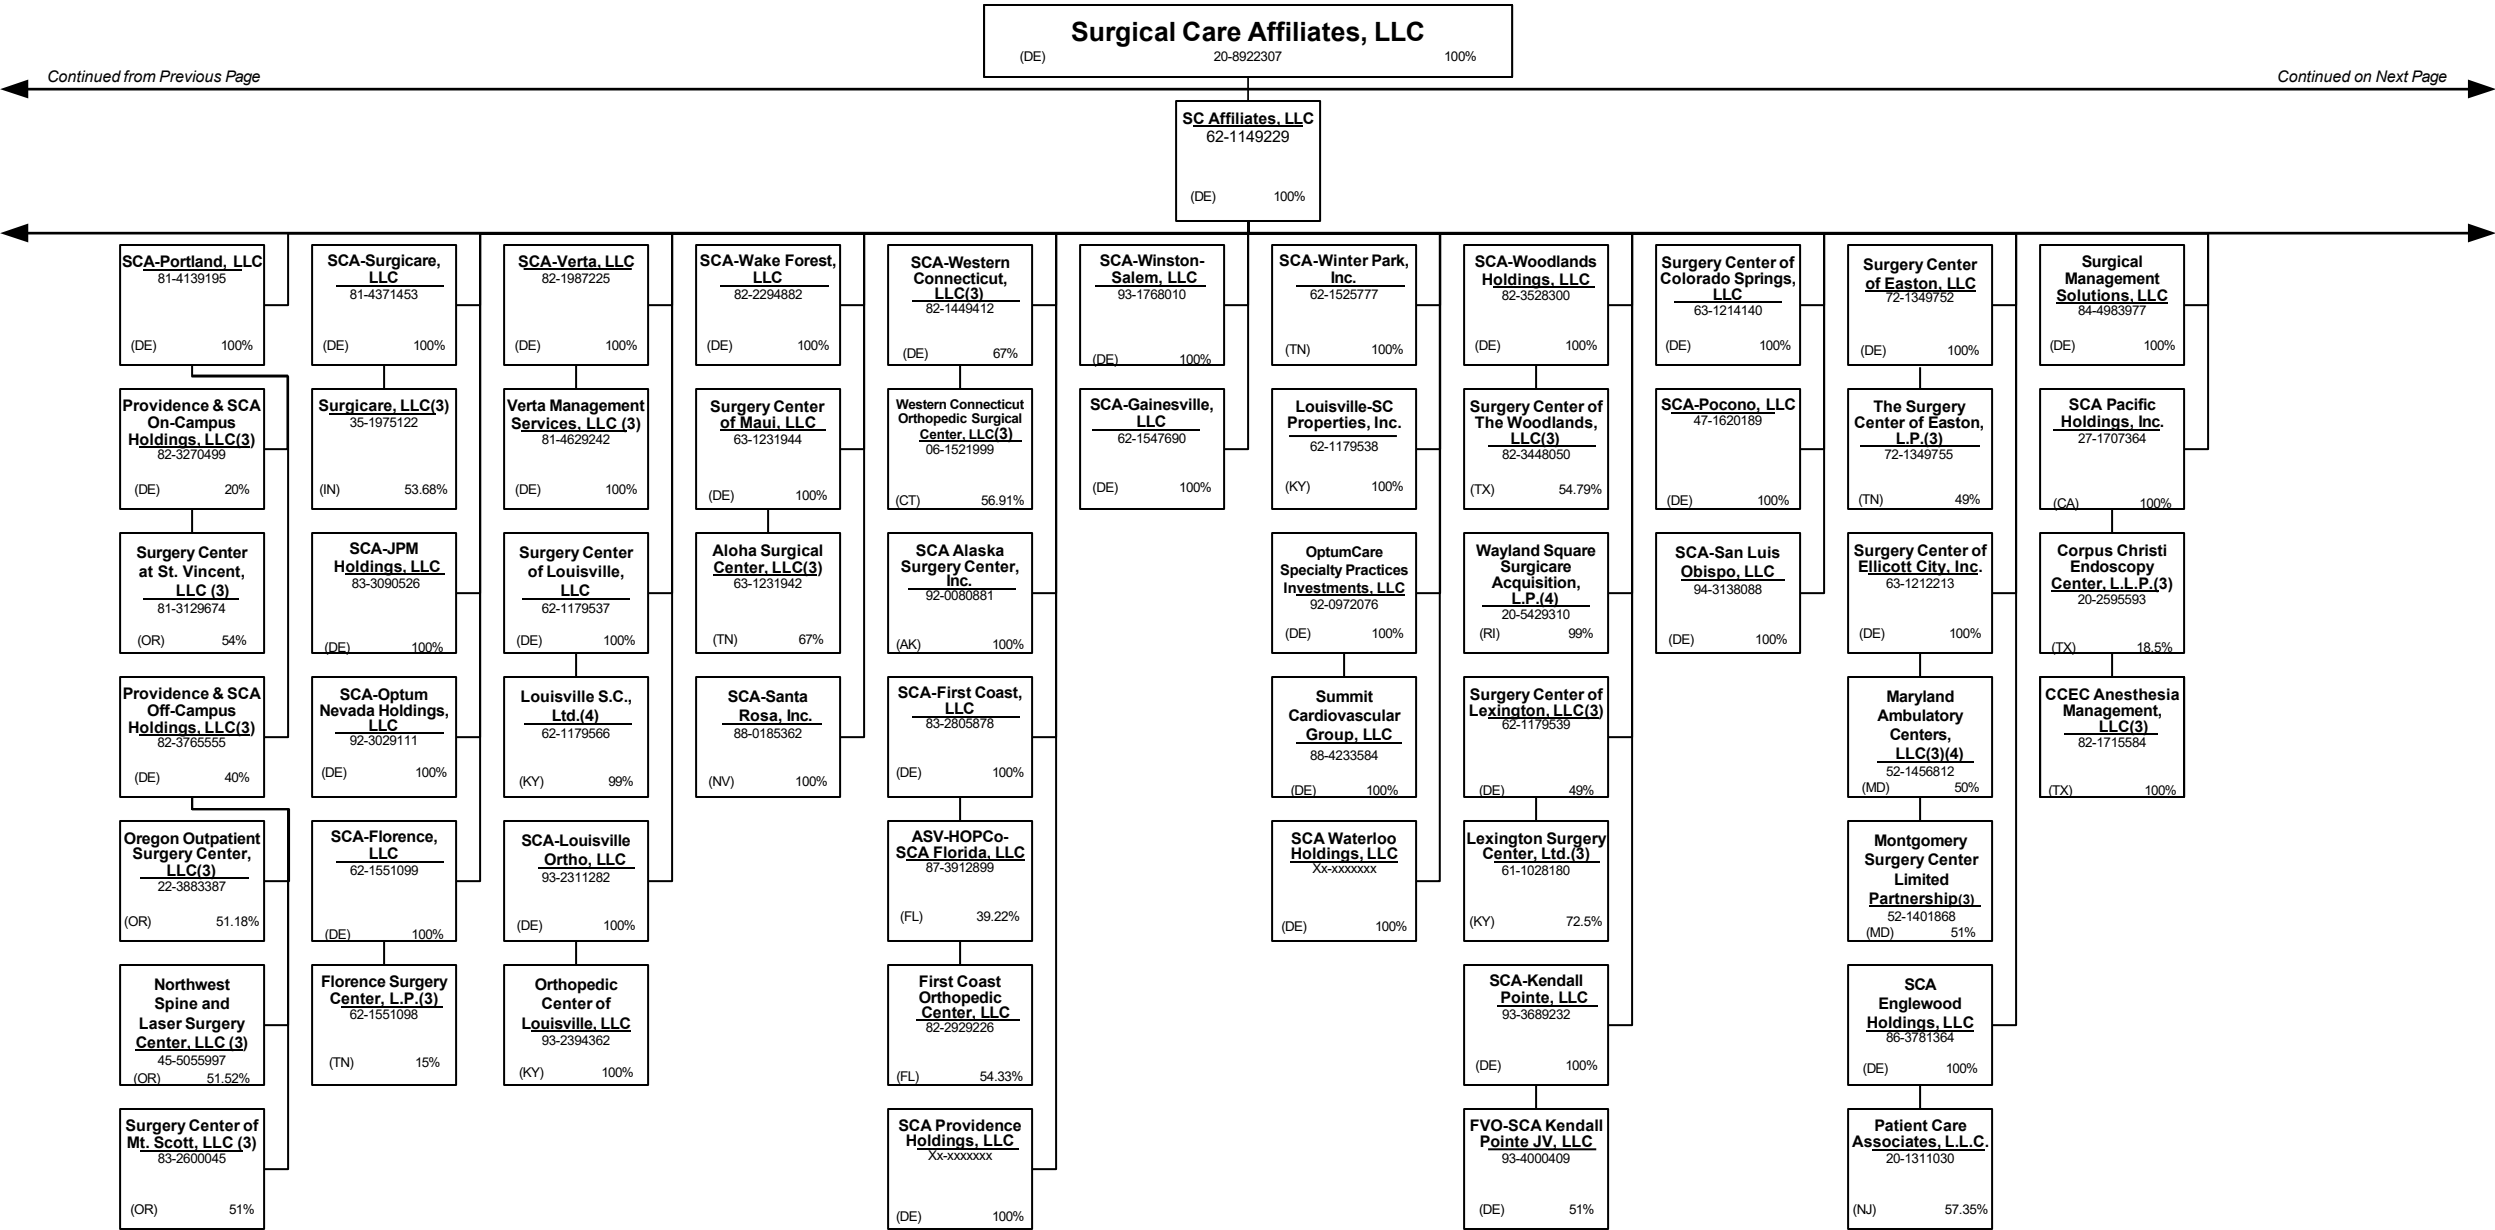 Surgical Care Affiliates, LLC
(DE) 20-8922307 100%
Continued from Previous Page
Continued on Next Page
SC Affiliates, LLC
62-1149229
(DE) 100%
SCA-Portland, LLC
81-4139195
(DE) 100%
Providence & SCA
On-Campus
Holdings, LLC(3)
82-3270499
(DE) 20%
Surgery Center
at St. Vincent,
LLC (3)
81-3129674
(OR) 54%
Providence & SCA
Off-Campus
Holdings, LLC(3)
82-3765555
(DE) 40%
Oregon Outpatient
Surgery Center,
LLC(3)
22-3883387
(OR) 51.18%
Northwest
Spine and
Laser Surgery
Center, LLC (3)
45-5055997
(OR) 51.52%
Surgery Center of
Mt. Scott, LLC (3)
83-2600045
(OR) 51%
SCA-Surgicare,
LLC
81-4371453
(DE) 100%
Surgicare, LLC(3)
35-1975122
(IN) 53.68%
SCA-JPM
Holdings, LLC
83-3090526
(DE) 100%
SCA-Optum
Nevada Holdings,
LLC
92-3029111
(DE) 100%
SCA-Florence,
LLC
62-1551099
(DE) 100%
Florence Surgery
Center, L.P.(3)
62-1551098
(TN) 15%
SCA-Verta, LLC
82-1987225
(DE) 100%
Verta Management
Services, LLC (3)
81-4629242
(DE) 100%
Surgery Center
of Louisville,
LLC
62-1179537
(DE) 100%
Louisville S.C.,
Ltd.(4)
62-1179566
(KY) 99%
SCA-Louisville
Ortho, LLC
93-2311282
(DE) 100%
Orthopedic
Center of
Louisville, LLC
93-2394362
(KY) 100%
SCA-Wake Forest,
LLC
82-2294882
(DE) 100%
Surgery Center
of Maui, LLC
63-1231944
(DE) 100%
Aloha Surgical
Center, LLC(3)
63-1231942
(TN) 67%
SCA-Santa
Rosa, Inc.
88-0185362
(NV) 100%
SCA-Western
Connecticut,
LLC(3)
82-1449412
(DE) 67%
Western Connecticut
Orthopedic Surgical
Center, LLC(3)
06-1521999
(CT) 56.91%
SCA Alaska
Surgery Center,
Inc.
92-0080881
(AK) 100%
SCA-First Coast,
LLC
83-2805878
(DE) 100%
ASV-HOPCo-
SCA Florida, LLC
87-3912899
(FL) 39.22%
First Coast
Orthopedic
Center, LLC
82-2929226
(FL) 54.33%
SCA Providence
Holdings, LLC
Xx-xxxxxxx
(DE) 100%
SCA-Winston-
Salem, LLC
93-1768010
(DE) 100%
SCA-Gainesville,
LLC
62-1547690
(DE) 100%
SCA-Winter Park,
Inc.
62-1525777
(TN) 100%
Louisville-SC
Properties, Inc.
62-1179538
(KY) 100%
OptumCare
Specialty Practices
Investments, LLC
92-0972076
(DE) 100%
Summit
Cardiovascular
Group, LLC
88-4233584
(DE) 100%
SCA Waterloo
Holdings, LLC
Xx-xxxxxxx
(DE) 100%
SCA-Woodlands
Holdings, LLC
82-3528300
(DE) 100%
Surgery Center of
The Woodlands,
LLC(3)
82-3448050
(TX) 54.79%
Wayland Square
Surgicare
Acquisition,
L.P.(4)
20-5429310
(RI) 99%
Surgery Center of
Lexington, LLC(3)
62-1179539
(DE) 49%
Lexington Surgery
Center, Ltd.(3)
61-1028180
(KY) 72.5%
SCA-Kendall
Pointe, LLC
93-3689232
(DE) 100%
FVO-SCA Kendall
Pointe JV, LLC
93-4000409
(DE) 51%
Surgery Center of
Colorado Springs,
LLC
63-1214140
(DE) 100%
SCA-Pocono, LLC
47-1620189
(DE) 100%
SCA-San Luis
Obispo, LLC
94-3138088
(DE) 100%
Surgery Center
of Easton, LLC
72-1349752
(DE) 100%
The Surgery
Center of Easton,
L.P.(3)
72-1349755
(TN) 49%
Surgery Center of
Ellicott City, Inc.
63-1212213
(DE) 100%
Maryland
Ambulatory
Centers,
LLC(3)(4)
52-1456812
(MD) 50%
Montgomery
Surgery Center
Limited
Partnership(3)
52-1401868
(MD) 51%
SCA
Englewood
Holdings, LLC
86-3781364
(DE) 100%
Patient Care
Associates, L.L.C.
20-1311030
(NJ) 57.35%
Surgical
Management
Solutions, LLC
84-4983977
(DE) 100%
SCA Pacific
Holdings, Inc.
27-1707364
(CA) 100%
Corpus Christi
Endoscopy
Center, L.L.P.(3)
20-2595593
(TX) 18.5%
CCEC Anesthesia
Management,
LLC(3)
82-1715584
(TX) 100%